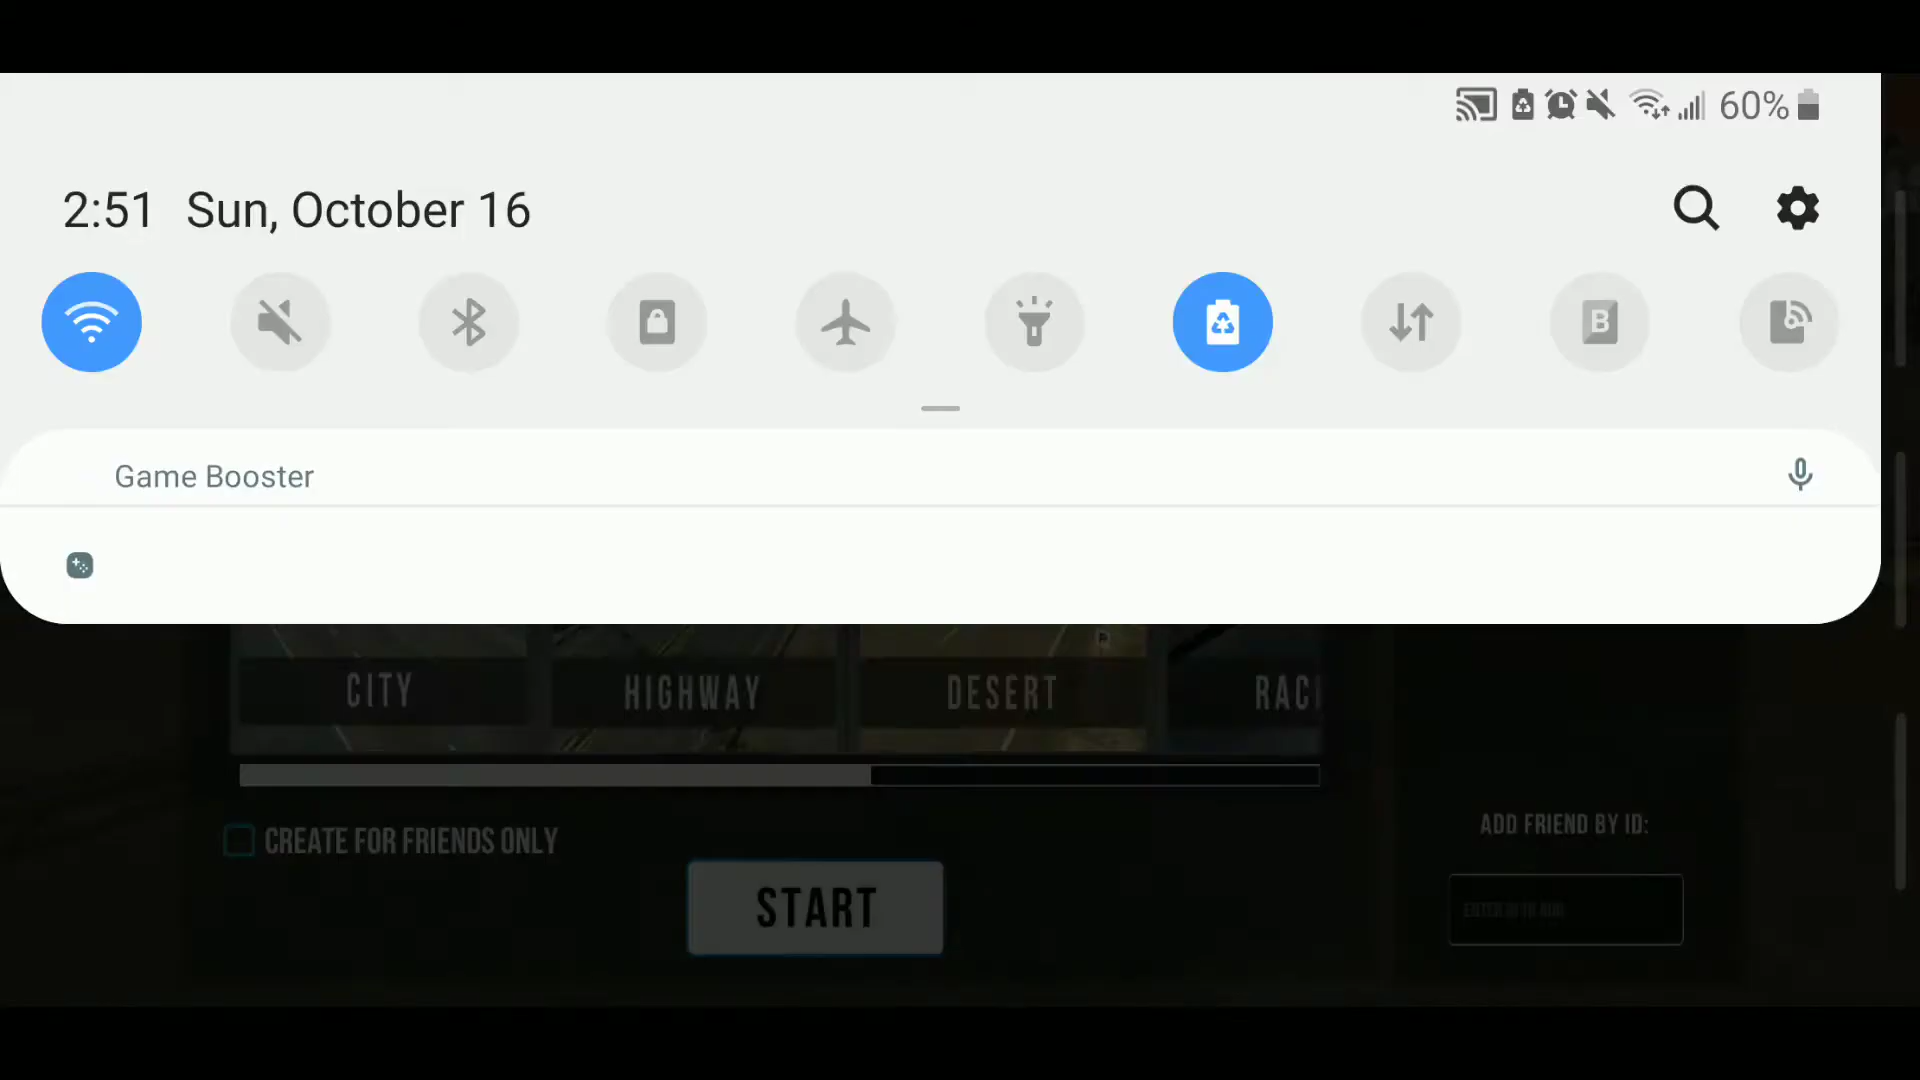 60%
2:51 Sun, October 16
B
Game Booster
CITY
HIGHWAY
DESERT
RACI
CREATE FOR FRIENDS ONLY
START
ADD FRIEND BY ID: